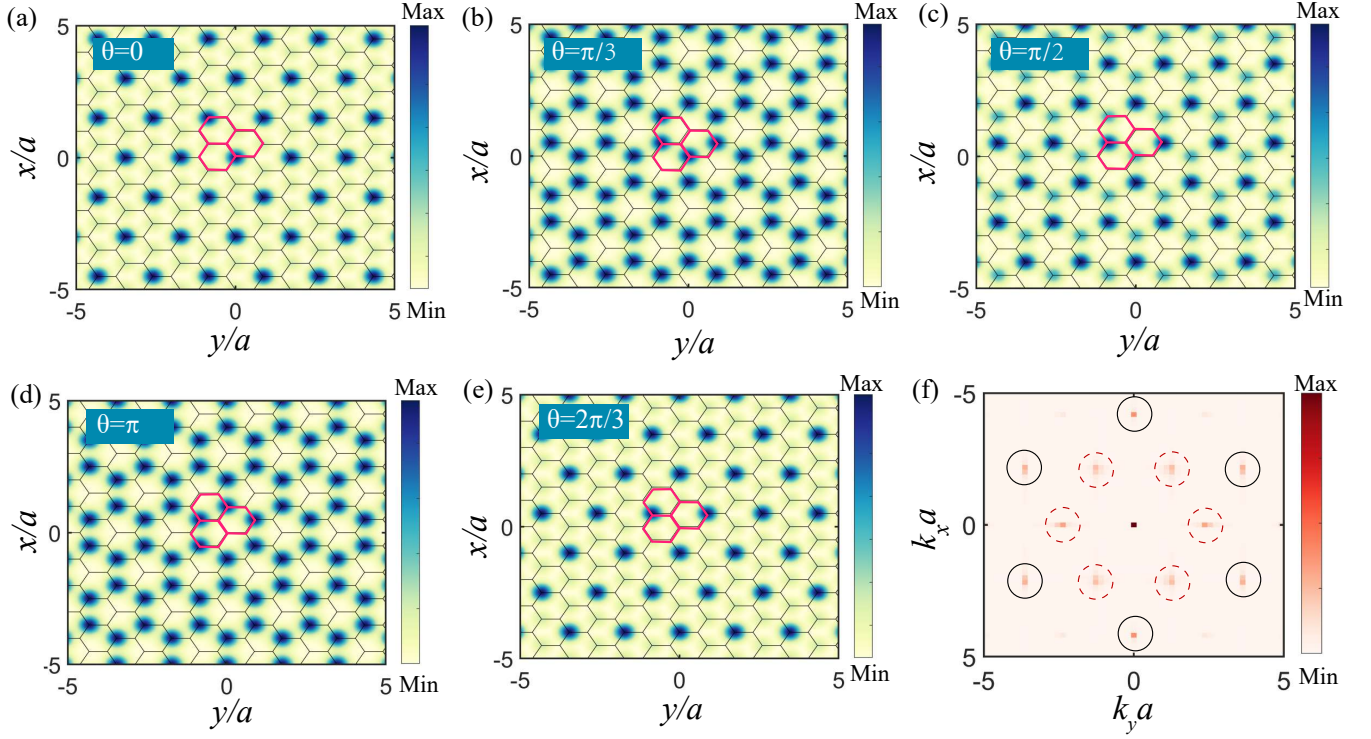 (a)
Max
5
θ=0
x/a
0
-5
-5
0
5
y/a
Min
(b)
Max
5
θ=π/3
x/a
0
-5
-5
0
5
y/a
Min
(c)
Max
5
θ=π/2
x/a
0
-5
-5
0
5
y/a
Min
(d)
Max
5
θ=π
x/a
0
-5
-5
0
5
y/a
Min
(e)
Max
5
θ=2π/3
x/a
0
-5
-5
0
5
y/a
Min
(f)
Max
-5
kₓa
0
5
-5
0
5
k_y a
Min